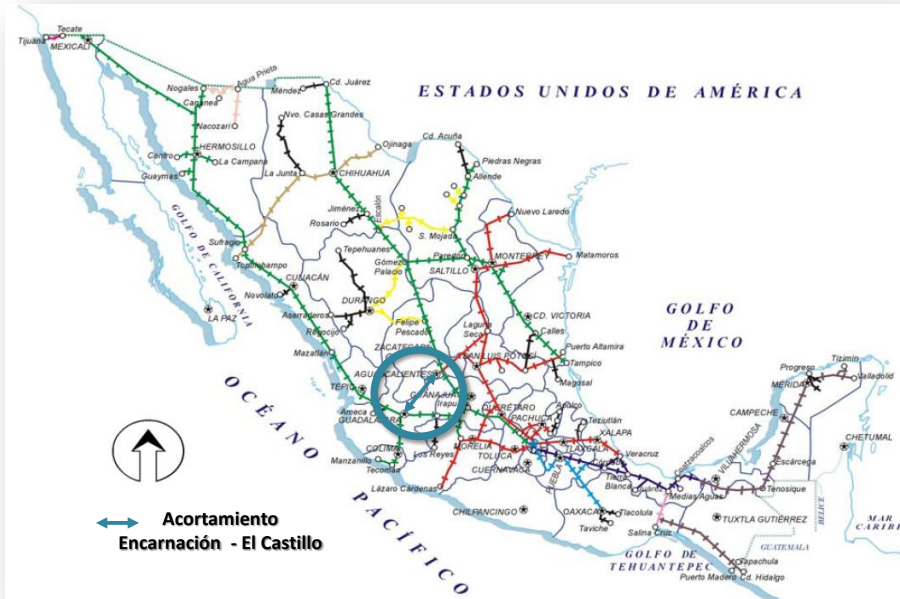 Tecate
Tijuana
MEXICALI
Nogales
Agua Prieta
Cananea
Nacozari
Méndez
Cd. Juárez
ESTADOS UNIDOS DE AMÉRICA
Nvo. Casas Grandes
Ojinaga
Cd. Acuña
Piedras Negras
Allende
HERMOSILLO
La Campana
Guaymas
La Junta
CHIHUAHUA
Jiménez
Rosario
Escalón
Nuevo Laredo
GOLFO DE CALIFORNIA
Sufragio
Topolobampo
Tepehuanes
S. Mojada
Gómez
Palacio
Paredón
SALTILLO
MONTERREY
Matamoros
CULIACÁN
Novolato
LA PAZ
DURANGO
Aserraderos
Regocijo
Felipe
Pescador
Laguna
Seca
CD. VICTORIA
Calles
GOLFO
DE
MÉXICO
Mazatlán
ZACATECAS
SAN LUIS POTOSÍ
Puerto Altamira
Tampico
Magosal
AGUASCALIENTES
TEPIC
GUANAJUATO
Irapuato
Ameca
GUADALAJARA
QUERÉTARO
PACHUCA
Teziutlán
XALAPA
Progreso
Tizimín
Valladolid
MÉRIDA
CAMPECHE
CHETUMAL
OCÉANO
PACÍFICO
COLIMA
Manzanillo
Tecomán
Los Reyes
MORELIA
TOLUCA
TLAXCALA
Veracruz
CUERNAVACA
PUEBLA
Tierra
Blanca
Coatzacoalcos
VILLAHERMOSA
Escárcega
Lázaro Cárdenas
Medias Aguas
Tenosique
CHILPANCINGO
OAXACA
Tlacolula
Taviche
Salina Cruz
TUXTLA GUTIÉRREZ
BELICE
MAR
CARIBE
GUATEMALA
GOLFO DE
TEHUANTEPEC
Tapachula
Puerto Madero
Cd. Hidalgo
Acortamiento
Encarnación - El Castillo